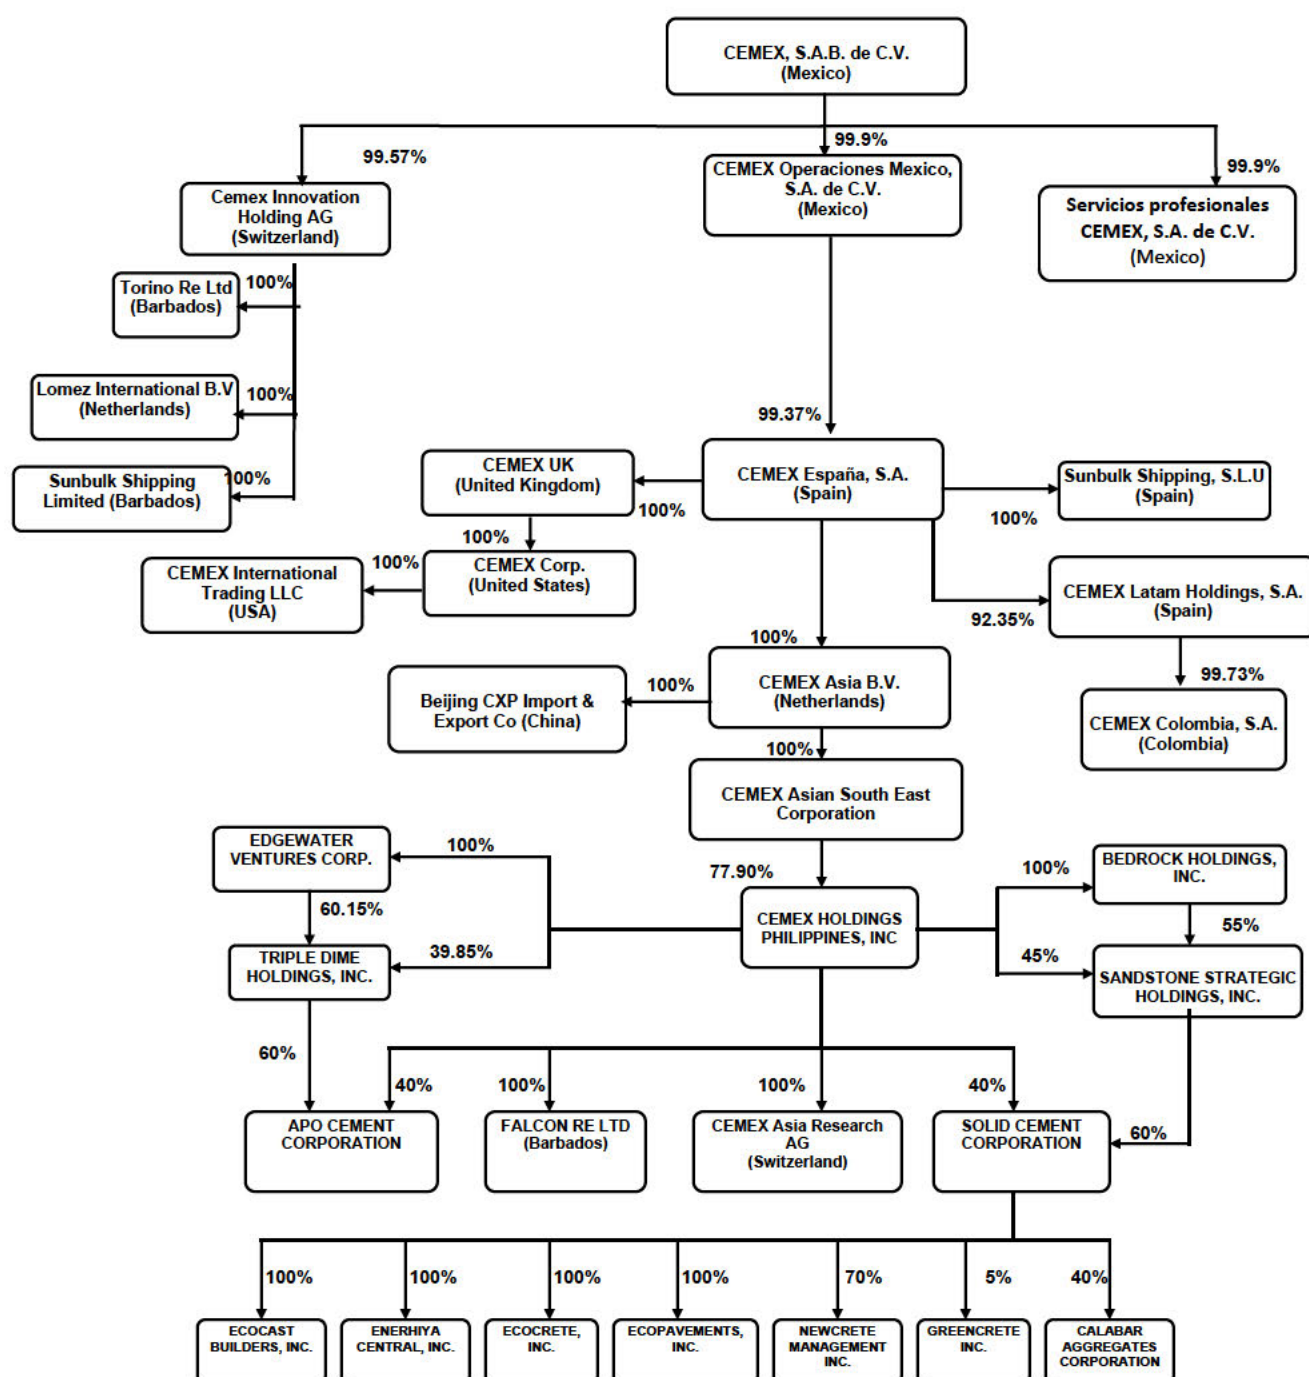 CEMEX, S.A.B. de C.V.
(Mexico)
99.57%
99.9%
99.9%
Cemex Innovation
Holding AG
(Switzerland)
CEMEX Operaciones Mexico,
S.A. de C.V.
(Mexico)
Servicios profesionales
CEMEX, S.A. de C.V.
(Mexico)
Torino Re Ltd
(Barbados)
100%
Lomez International B.V
(Netherlands)
100%
Sunbulk Shipping
Limited (Barbados)
100%
99.37%
CEMEX UK
(United Kingdom)
100%
CEMEX España, S.A.
(Spain)
100%
Sunbulk Shipping, S.L.U
(Spain)
100%
CEMEX International
Trading LLC
(USA)
100%
CEMEX Corp.
(United States)
92.35%
CEMEX Latam Holdings, S.A.
(Spain)
100%
99.73%
Beijing CXP Import &
Export Co (China)
100%
CEMEX Asia B.V.
(Netherlands)
CEMEX Colombia, S.A.
(Colombia)
100%
CEMEX Asian South East
Corporation
EDGEWATER
VENTURES CORP.
100%
77.90%
100%
BEDROCK HOLDINGS,
INC.
60.15%
55%
CEMEX HOLDINGS
PHILIPPINES, INC
TRIPLE DIME
HOLDINGS, INC.
39.85%
45%
SANDSTONE STRATEGIC
HOLDINGS, INC.
60%
40%
100%
100%
40%
60%
APO CEMENT
CORPORATION
FALCON RE LTD
(Barbados)
CEMEX Asia Research
AG
(Switzerland)
SOLID CEMENT
CORPORATION
100%
100%
100%
100%
70%
5%
40%
ECOCAST
BUILDERS, INC.
ENERHIYA
CENTRAL, INC.
ECOCRETE,
INC.
ECOPAVEMENTS,
INC.
NEWCRETE
MANAGEMENT
INC.
GREENCRETE
INC.
CALABAR
AGGREGATES
CORPORATION